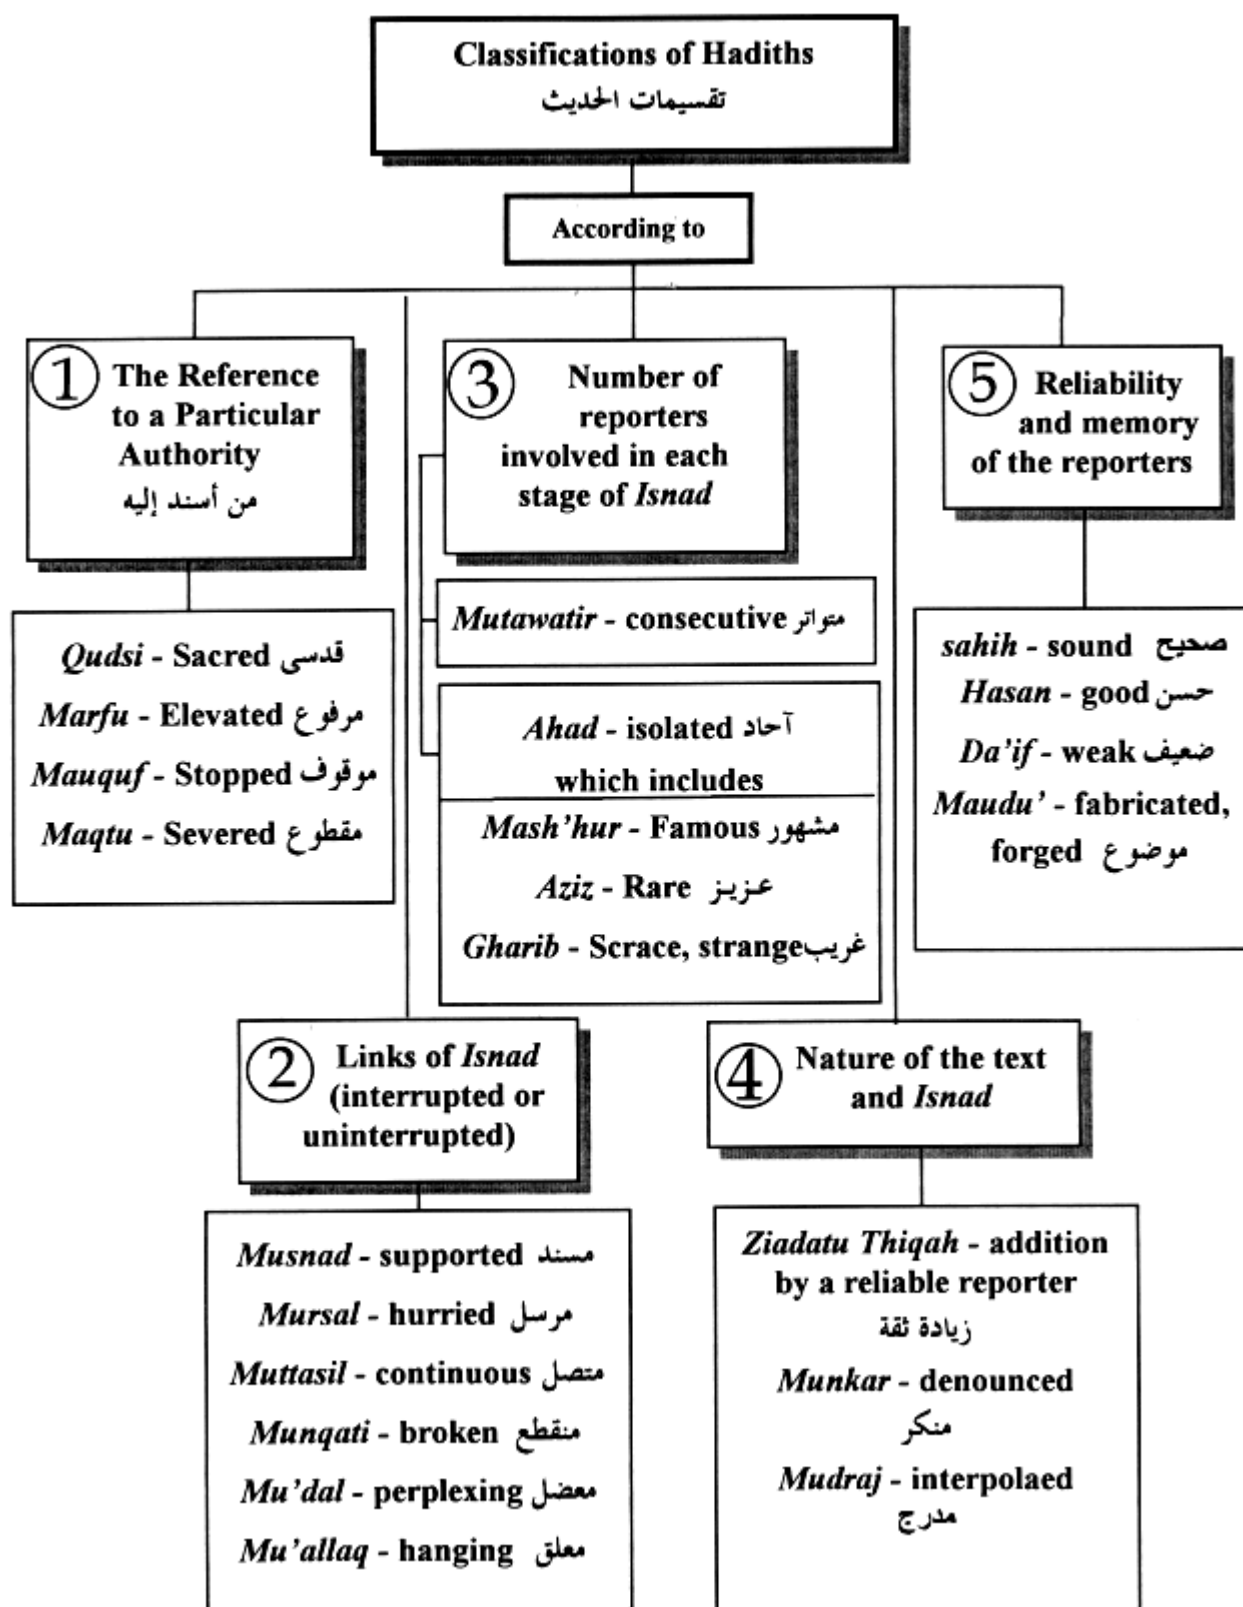 Classifications of Hadiths
تقسيمات الحديث
According to
1 The Reference
to a Particular
Authority
من أسند إليه
Qudsi - Sacred قدسى
Marfu - Elevated مرفوع
Mauquf - Stopped موقوف
Maqtu - Severed مقطوع
3 Number of
reporters
involved in each
stage of Isnad
Mutawatir - consecutive متواتر
Ahad - isolated آحاد
which includes
Mash'hur - Famous مشهور
Aziz - Rare عزيز
Gharib - Scrace, strange غريب
5 Reliability
and memory
of the reporters
sahih - sound صحيح
Hasan - good حسن
Da'if - weak ضعيف
Maudu' - fabricated,
forged موضوع
2 Links of Isnad
(interrupted or
uninterrupted)
Musnad - supported مسند
Mursal - hurried مرسل
Muttasil - continuous متصل
Munqati - broken منقطع
Mu'dal - perplexing معضل
Mu'allaq - hanging معلق
4 Nature of the text
and Isnad
Ziadatu Thiqah - addition
by a reliable reporter
زيادة ثقة
Munkar - denounced
منكر
Mudraj - interpolaed
مدرج